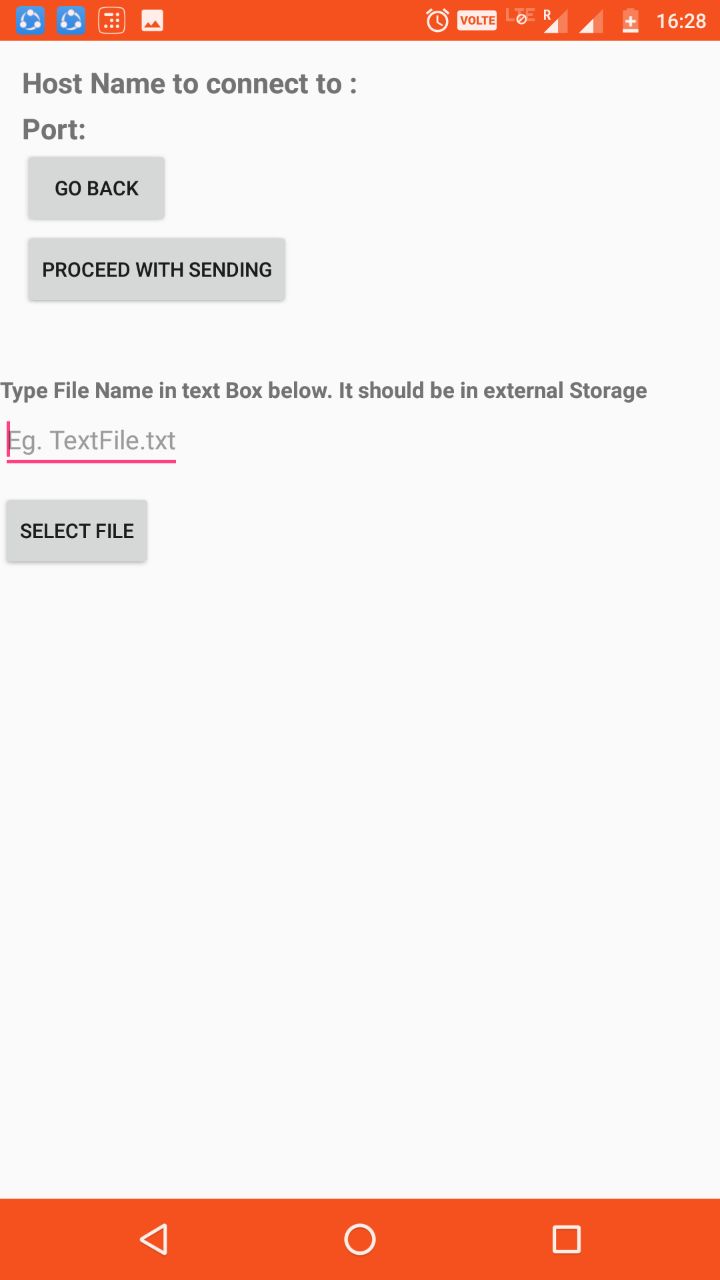 VOLTE LTE R 16:28
Host Name to connect to :
Port:
GO BACK
PROCEED WITH SENDING
Type File Name in text Box below. It should be in external Storage
Eg. TextFile.txt
SELECT FILE